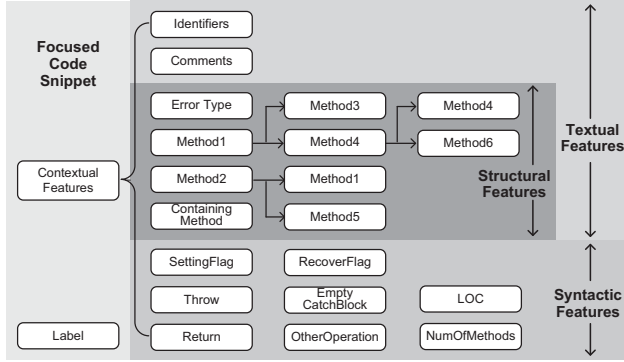 Focused
Code
Snippet
Contextual
Features
Label
Identifiers
Comments
Error Type
Method3
Method4
Method1
Method4
Method6
Method2
Method1
Containing
Method
Method5
Structural
Features
Textual
Features
SettingFlag
RecoverFlag
Throw
Empty
CatchBlock
LOC
Return
OtherOperation
NumOfMethods
Syntactic
Features